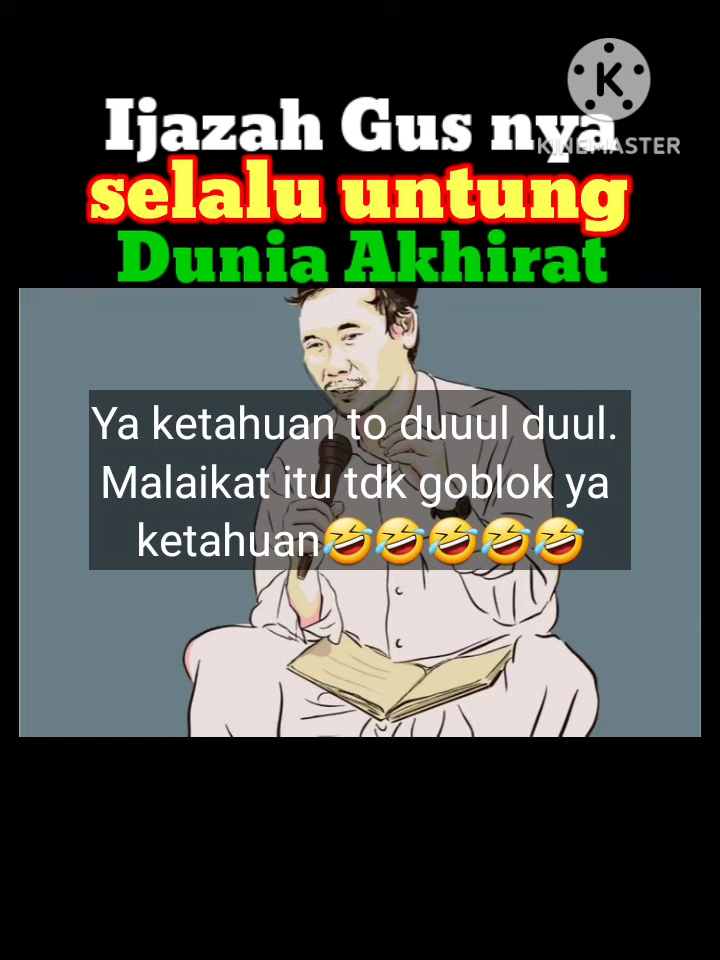 Ijazah Gus nya
KINEMASTER
selalu untung
Dunia Akhirat
Ya ketahuan to duuul duul.
Malaikat itu tdk goblok ya
ketahuan🤣🤣🤣🤣🤣